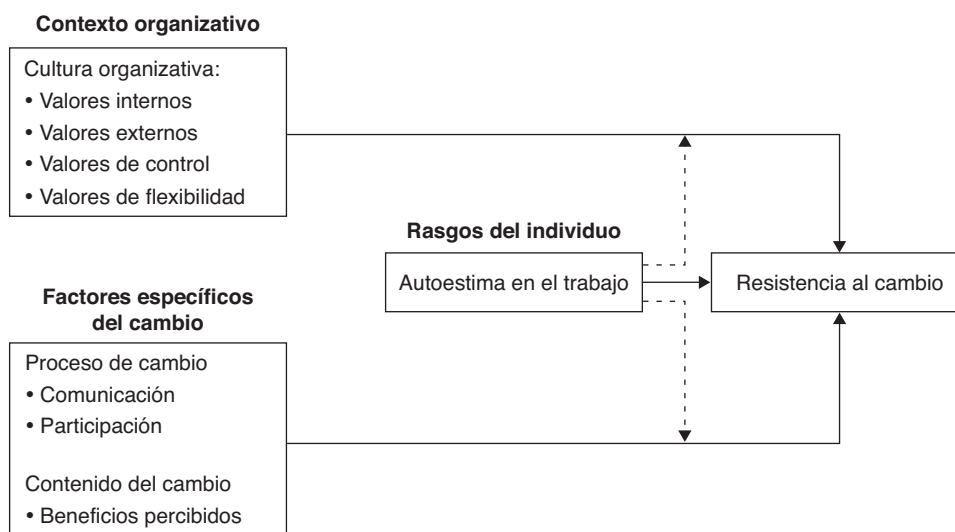 Contexto organizativo
Cultura organizativa:
• Valores internos
• Valores externos
• Valores de control
• Valores de flexibilidad
Rasgos del individuo
Autoestima en el trabajo
Resistencia al cambio
Factores específicos
del cambio
Proceso de cambio
• Comunicación
• Participación
Contenido del cambio
• Beneficios percibidos